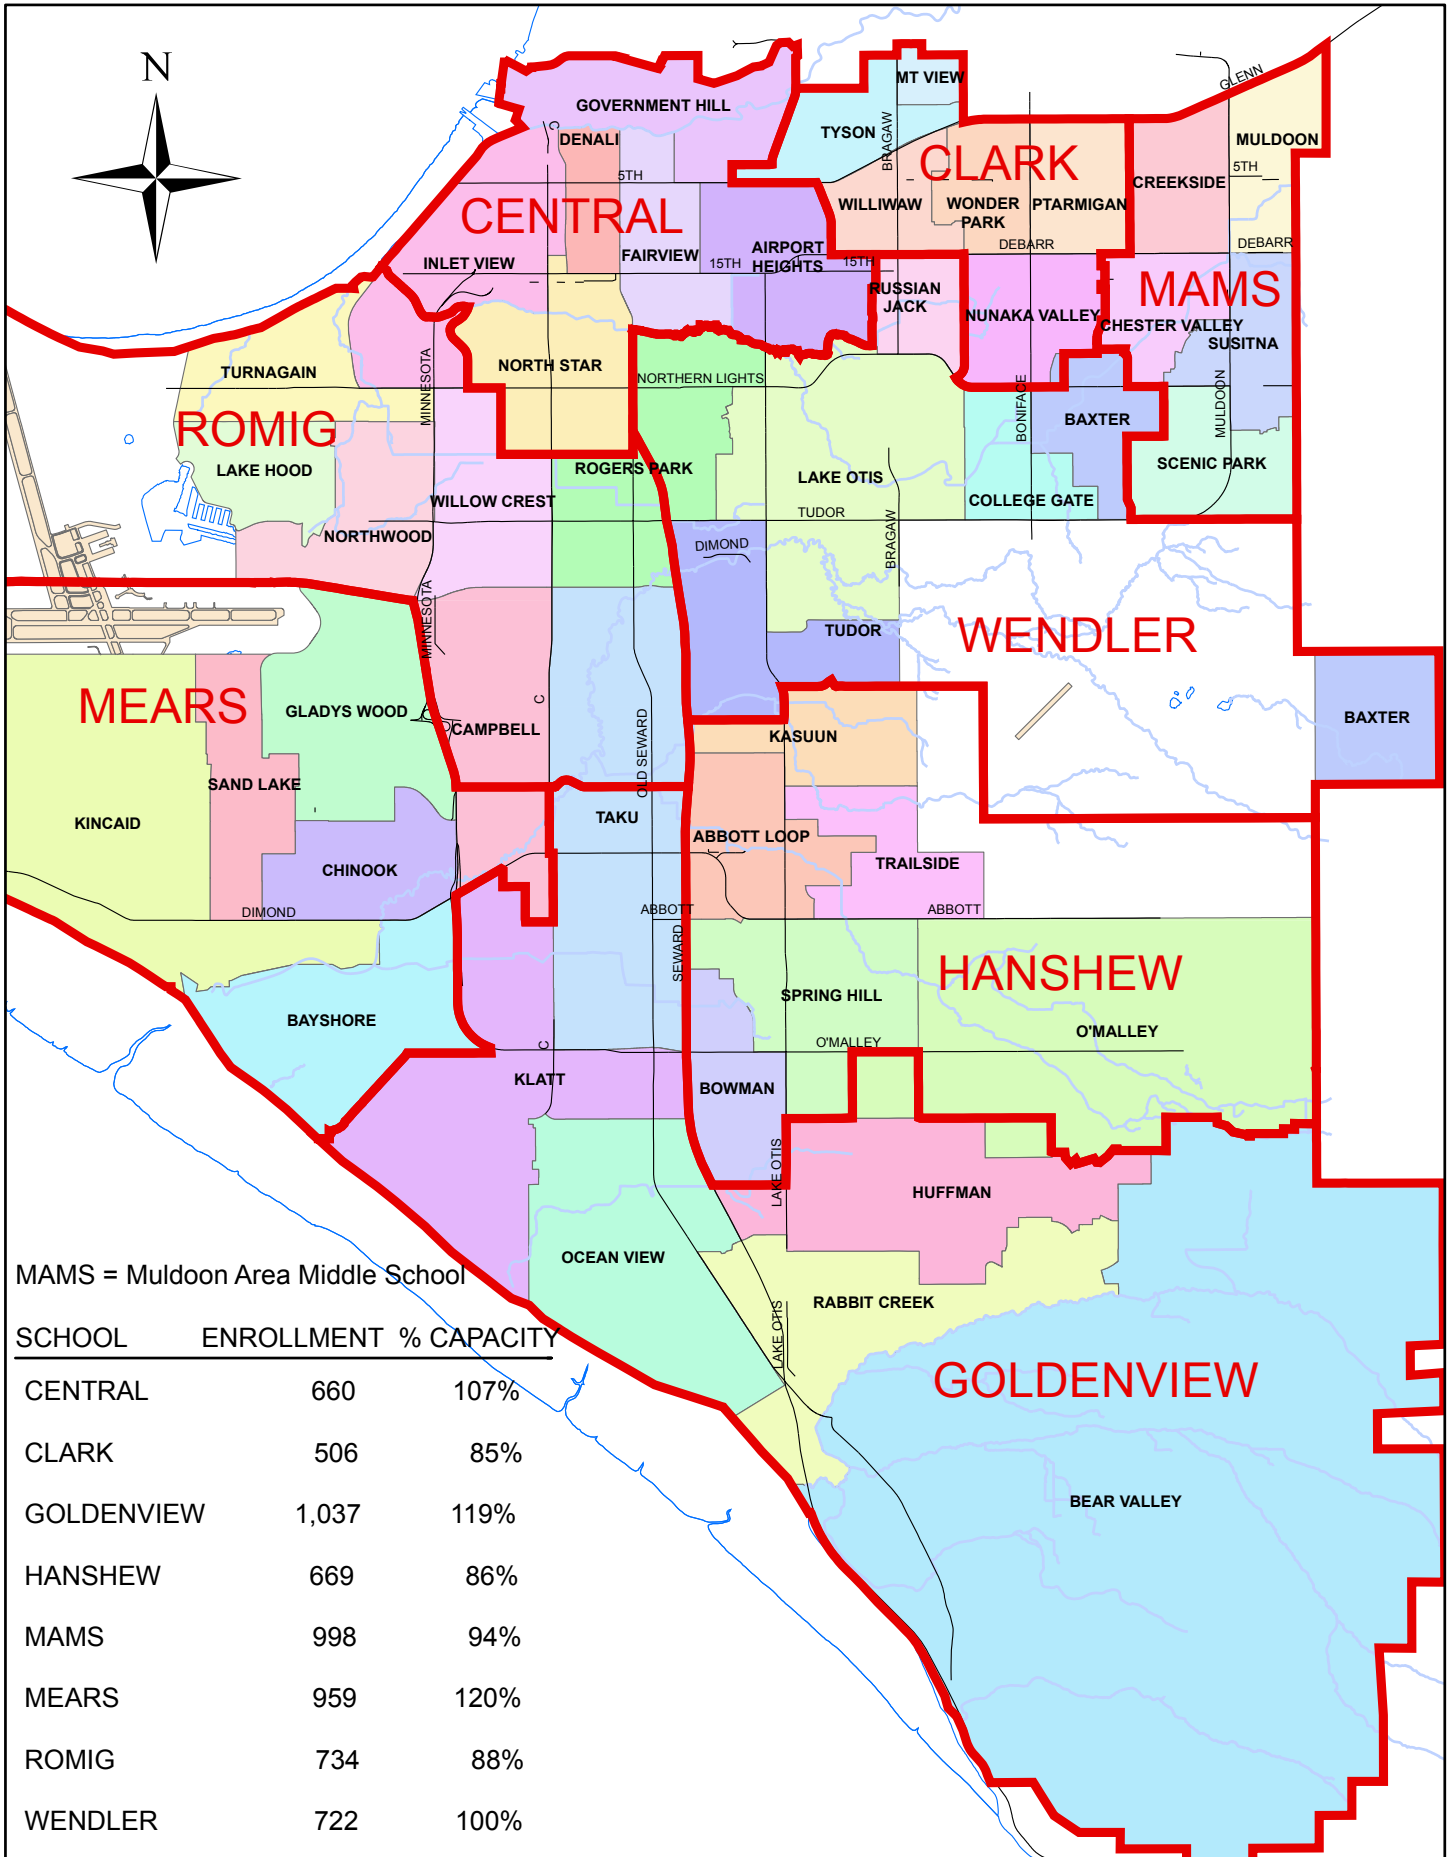 N
GLENN
MT VIEW
GOVERNMENT HILL
C
DENALI
TYSON
BRAGAW
MULDOON
5TH
CLARK
5TH
CREEKSIDE
CENTRAL
WILLIWAW
WONDER
PARK
PTARMIGAN
DEBARR
DEBARR
INLET VIEW
FAIRVIEW
15TH
AIRPORT
HEIGHTS
15TH
RUSSIAN
JACK
MAMS
NUNAKA VALLEY
CHESTER VALLEY
SUSITNA
TURNAGAIN
MINNESOTA
NORTH STAR
NORTHERN LIGHTS
BONIFACE
MULDOON
BAXTER
ROMIG
LAKE HOOD
ROGERS PARK
LAKE OTIS
SCENIC PARK
WILLOW CREST
COLLEGE GATE
TUDOR
NORTHWOOD
DIMOND
BRAGAW
MINNESOTA
TUDOR
WENDLER
MEARS
GLADYS WOOD
C
CAMPBELL
OLD SEWARD
KASUUN
BAXTER
SAND LAKE
KINCAID
TAKU
ABBOTT LOOP
TRAILSIDE
CHINOOK
DIMOND
ABBOTT
ABBOTT
SEWARD
HANSHEW
SPRING HILL
BAYSHORE
O'MALLEY
C
O'MALLEY
KLATT
BOWMAN
LAKE OTIS
HUFFMAN
OCEAN VIEW
RABBIT CREEK
LAKE OTIS
GOLDENVIEW
BEAR VALLEY
MAMS = Muldoon Area Middle School
SCHOOL ENROLLMENT % CAPACITY
CENTRAL 660 107%
CLARK 506 85%
GOLDENVIEW 1,037 119%
HANSHEW 669 86%
MAMS 998 94%
MEARS 959 120%
ROMIG 734 88%
WENDLER 722 100%